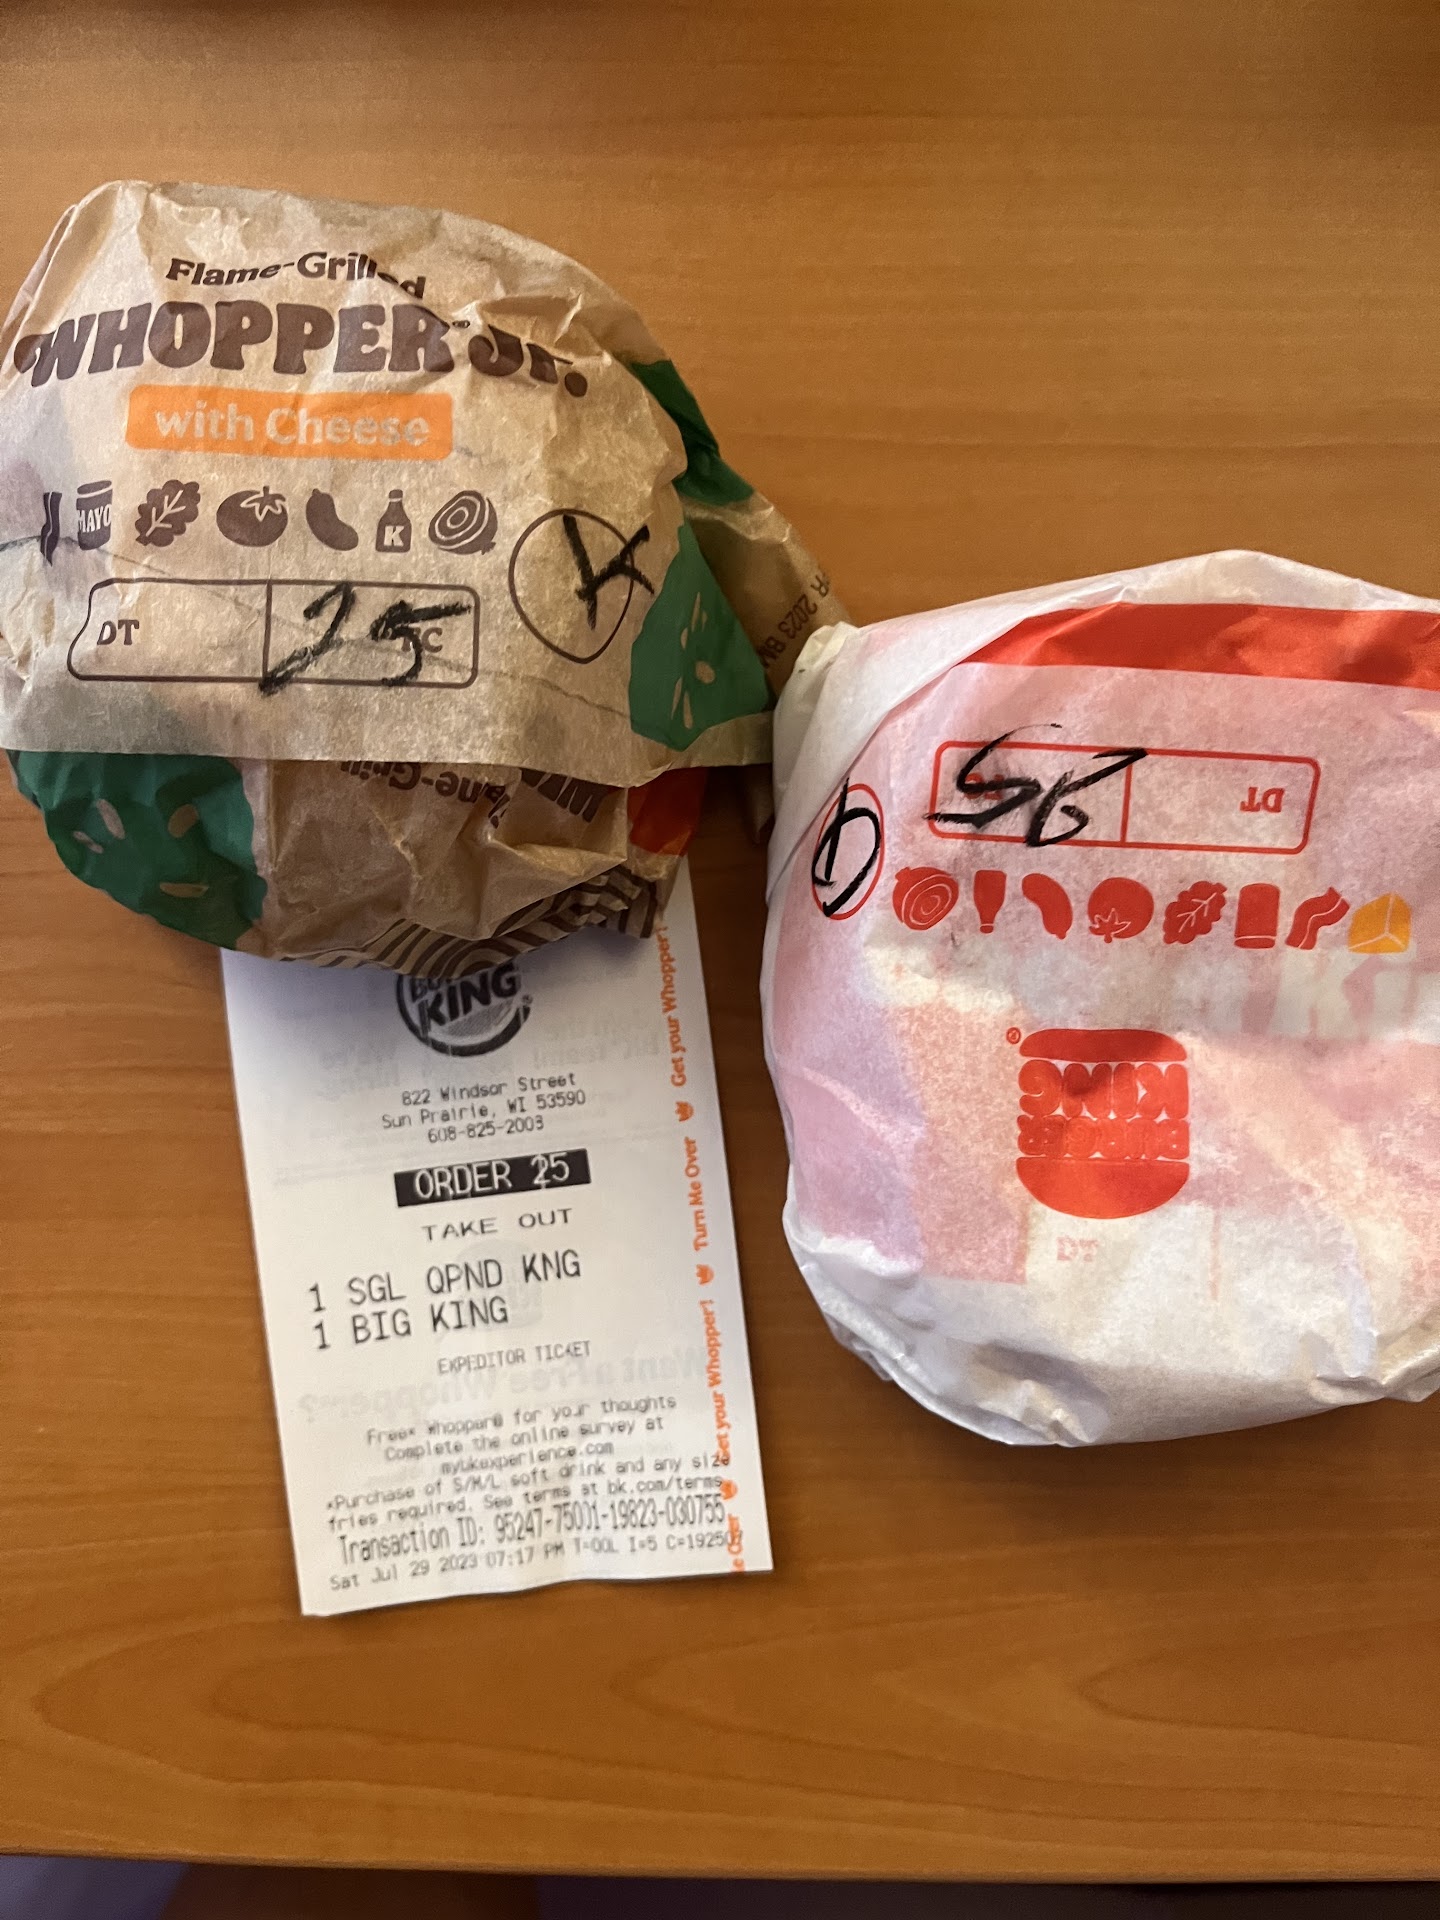 Flame-Grilled
WHOPPER® Jr.
with Cheese
MAYO
K
DT
25
K
2023
DT
DT
BURGER
KING®
KING
®
822 Windsor Street
Sun Prairie, WI 53590
608-825-2003
ORDER 25
TAKE OUT
1 SGL QPND KNG
1 BIG KING
EXPEDITOR TICKET
Free* Whopper® for your thoughts
Complete the online survey at
mybkexperience.com
*Purchase of S/M/L soft drink and any size
fries required. See terms at bk.com/terms
Transaction ID: 95247-75001-19823-030755
Sat Jul 29 2023 07:17 PM T=OOL I=5
Get your Whopper!
Turn Me Over
Get your Whopper!